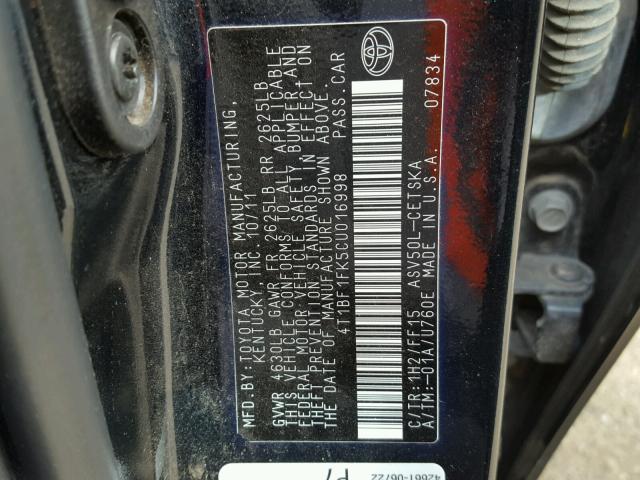 MFD.BY:TOYOTA MOTOR MANUFACTURING,
KENTUCKY, INC. 10/11
GVWR 4630LB GAWR FR 2625LB RR 2625LB
THIS VEHICLE CONFORMS TO ALL APPLICABLE
FEDERAL MOTOR VEHICLE SAFETY, BUMPER AND
THEFT PREVENTION STANDARDS IN EFFECT ON
THE DATE OF MANUFACTURE SHOWN ABOVE.
4T1BF1FK5CU016998 PASS.CAR
C/TR:1H2/FF15 ASV50L-CETSKA
A/TM:-01A/U760E MADE IN U.S.A. 07834
42661-06722